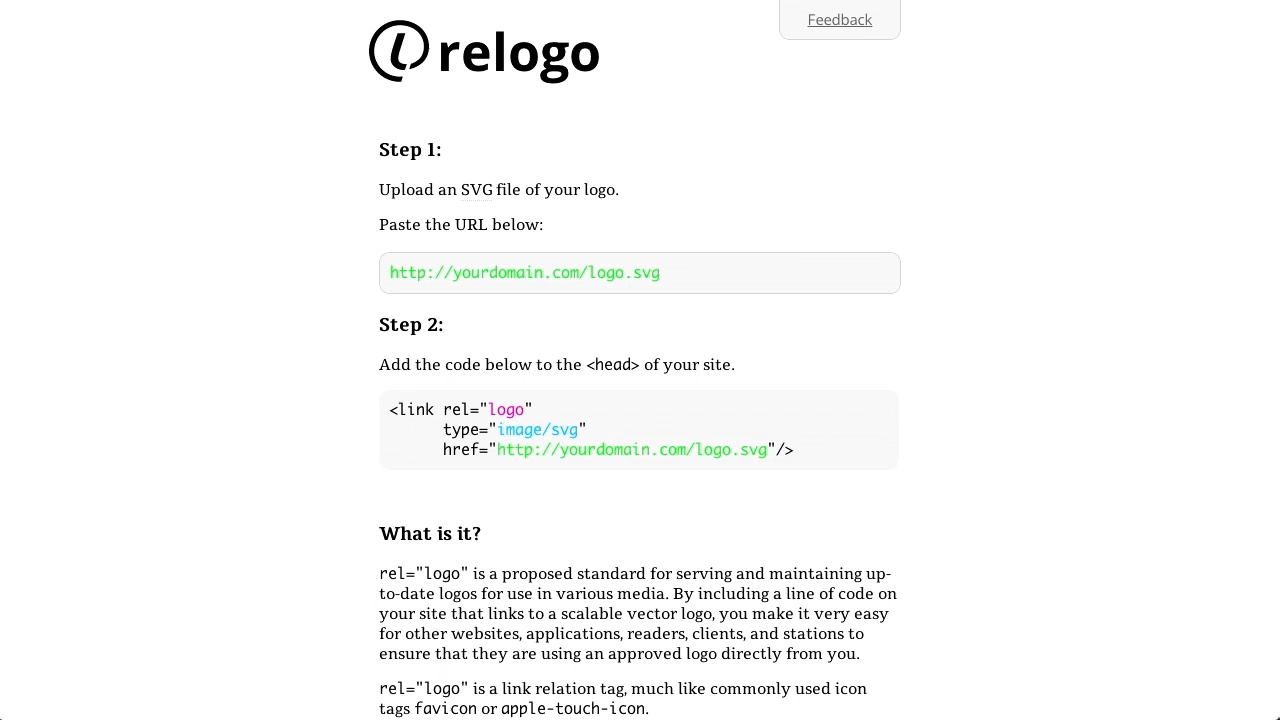 Feedback
relogo
Step 1:
Upload an SVG file of your logo.
Paste the URL below:
http://yourdomain.com/logo.svg
Step 2:
Add the code below to the <head> of your site.
<link rel="logo"
type="image/svg"
href="http://yourdomain.com/logo.svg"/>
What is it?
rel="logo" is a proposed standard for serving and maintaining up-
to-date logos for use in various media. By including a line of code on
your site that links to a scalable vector logo, you make it very easy
for other websites, applications, readers, clients, and stations to
ensure that they are using an approved logo directly from you.
rel="logo" is a link relation tag, much like commonly used icon
tags favicon or apple-touch-icon.